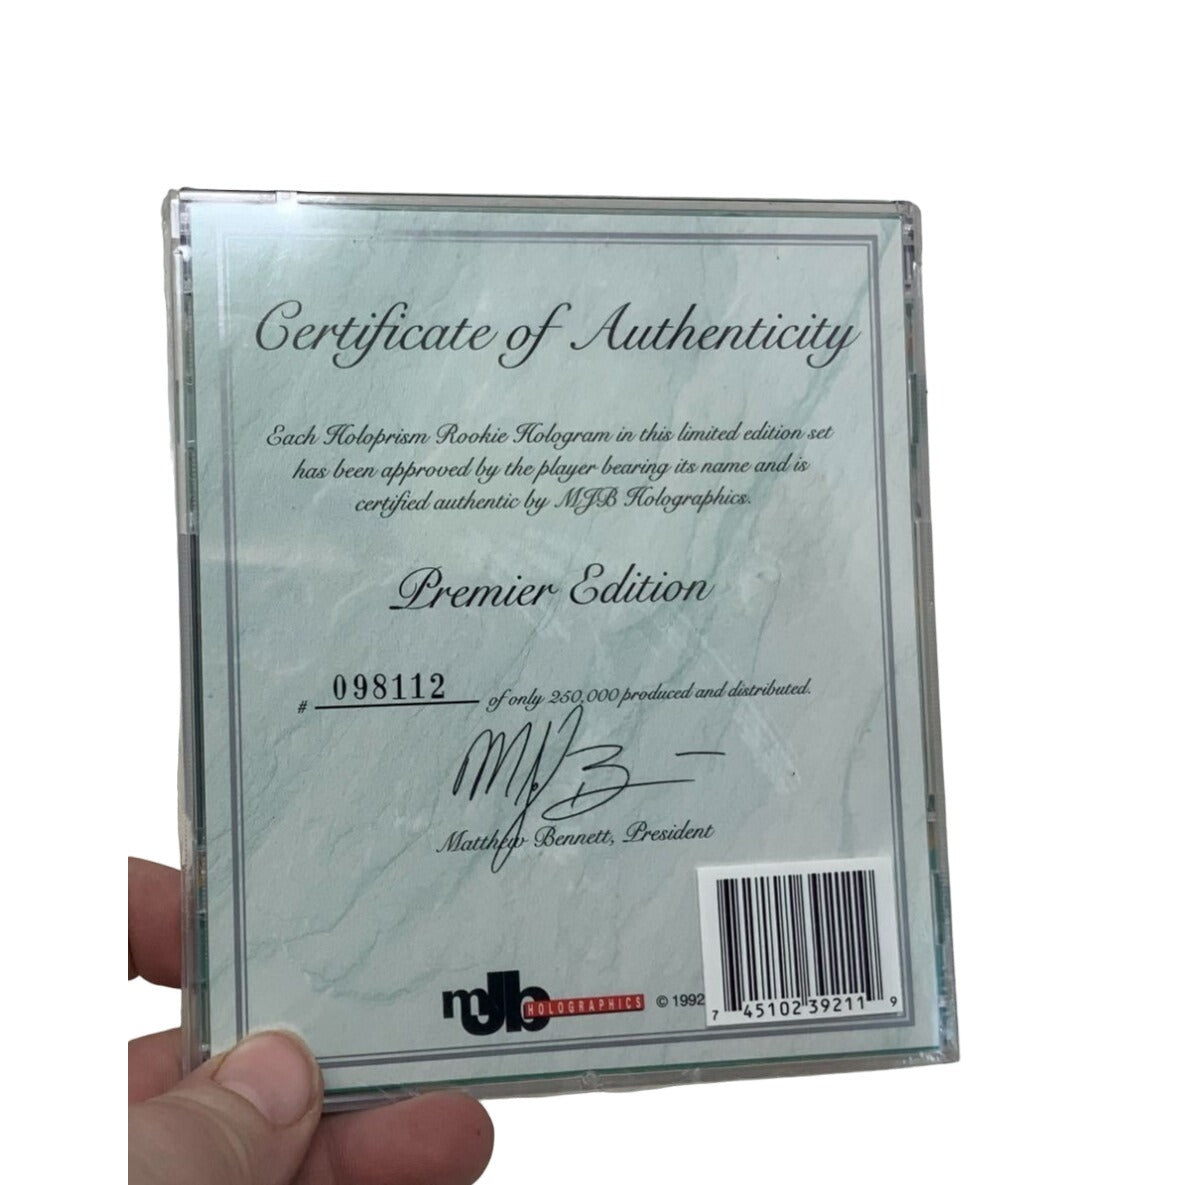 Certificate of Authenticity
Each Holoprism Rookie Hologram in this limited edition set
has been approved by the player bearing its name and is
certified authentic by MJB Holographics.
Premier Edition
# 098112 of only 250,000 produced and distributed.
Matthew Bennett, President
mjb HOLOGRAPHICS © 1992
7 45102 39211 9